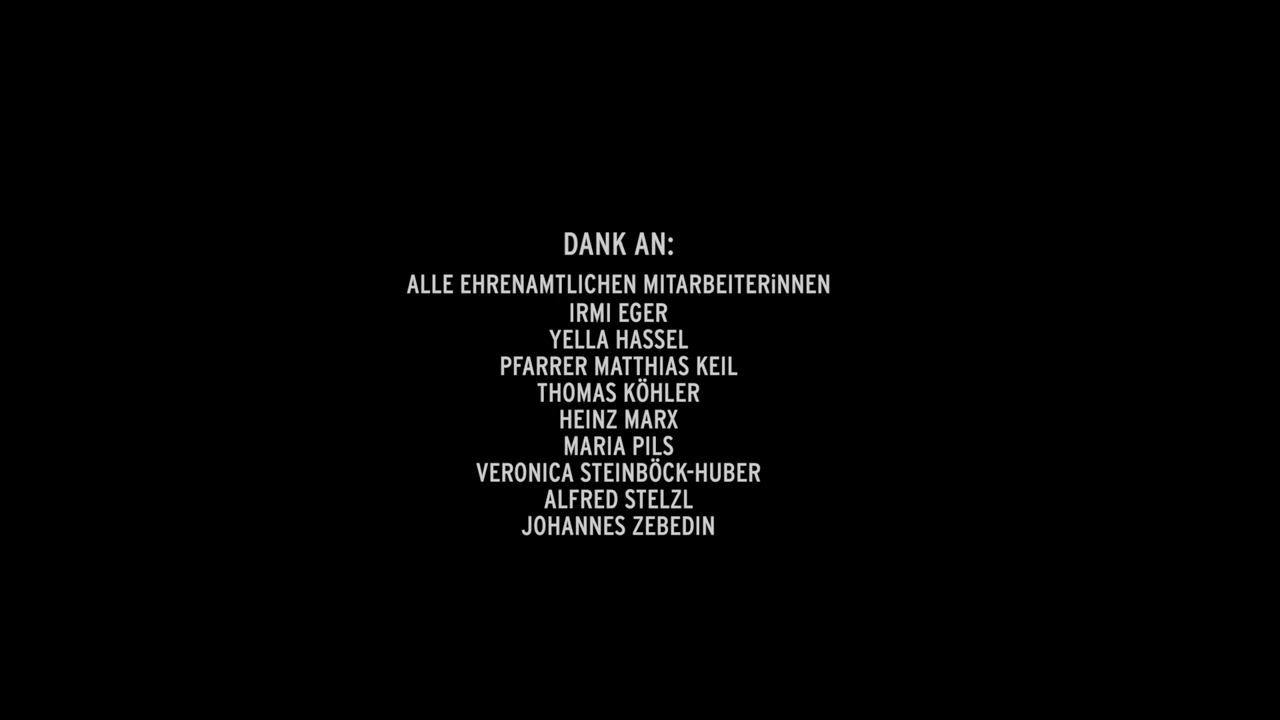 DANK AN:
ALLE EHRENAMTLICHEN MITARBEITERiNNEN
IRMI EGER
YELLA HASSEL
PFARRER MATTHIAS KEIL
THOMAS KÖHLER
HEINZ MARX
MARIA PILS
VERONICA STEINBÖCK-HUBER
ALFRED STELZL
JOHANNES ZEBEDIN